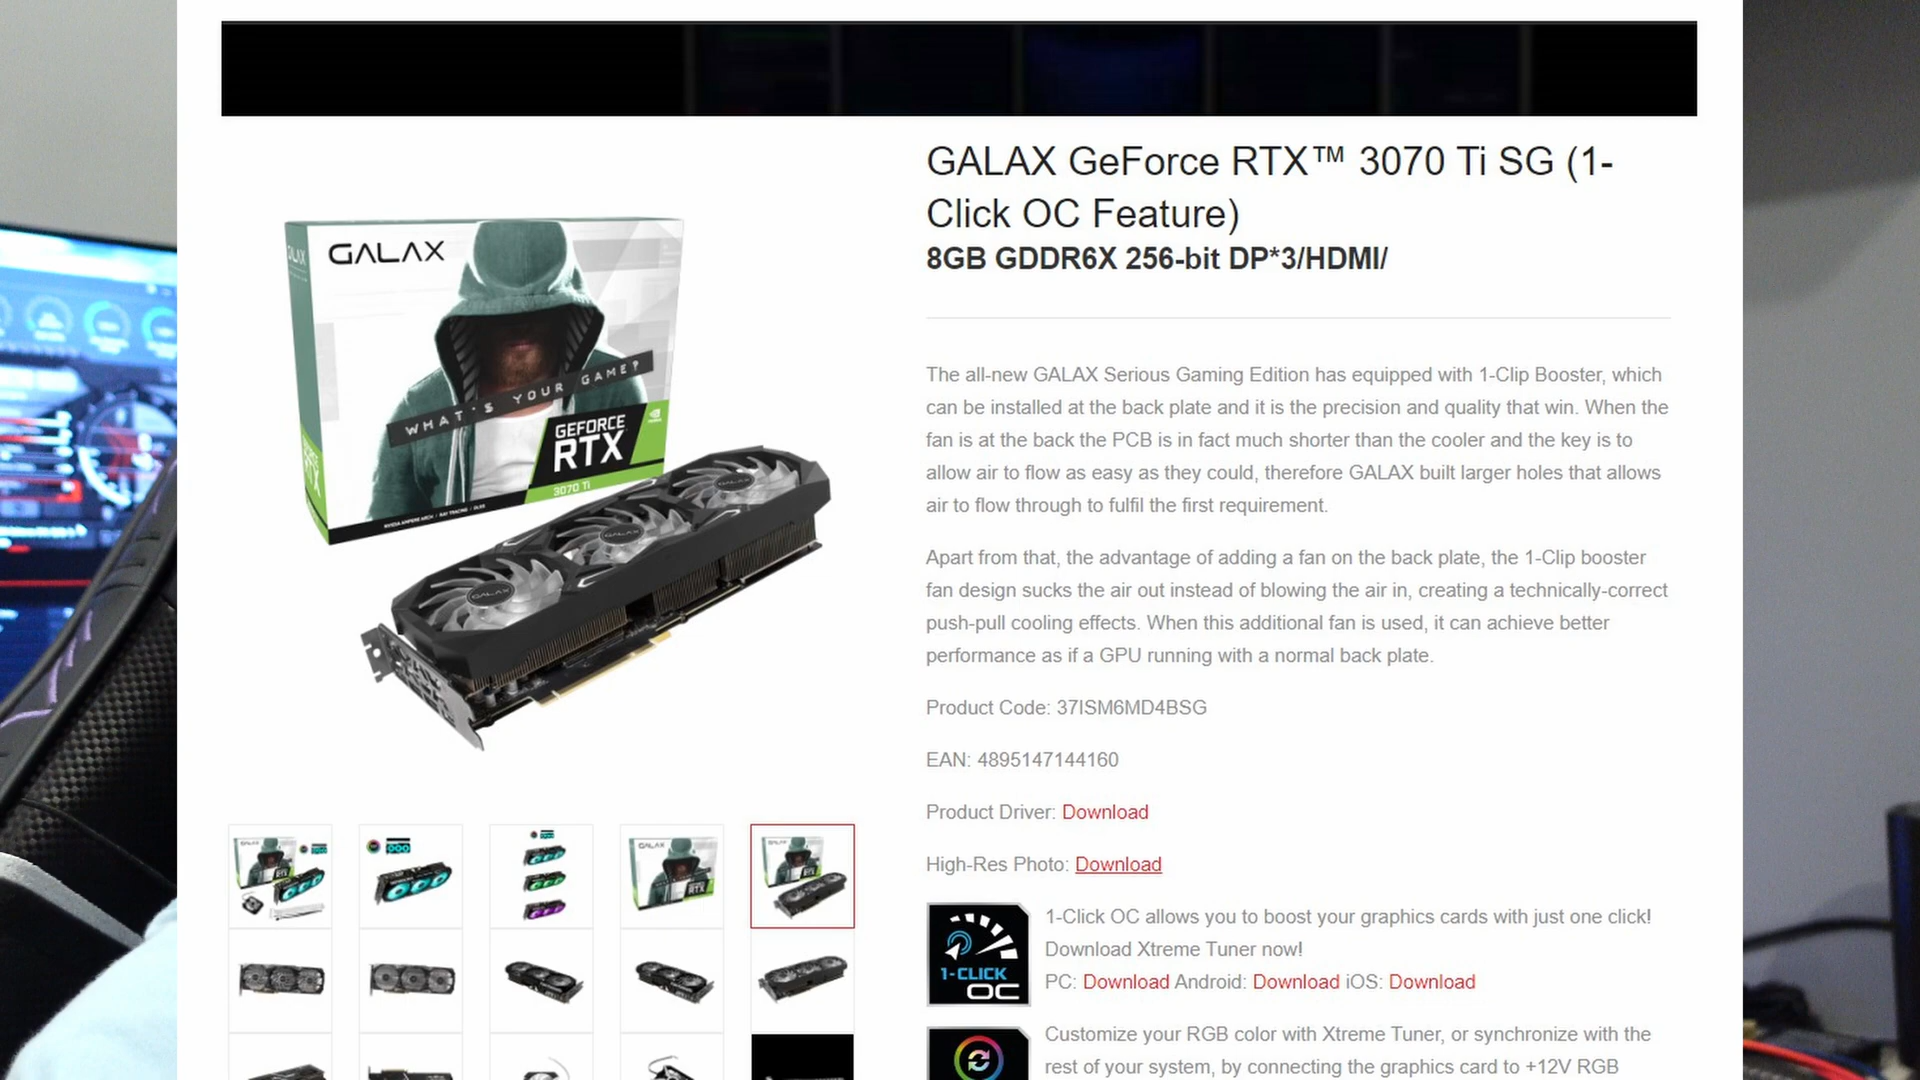 GALAX GeForce RTX™ 3070 Ti SG (1-
Click OC Feature)
8GB GDDR6X 256-bit DP*3/HDMI/
GALAX
WHAT'S YOUR GAME?
GEFORCE
RTX
3070 Ti
NVIDIA
NVIDIA AMPERE ARCH / RAY TRACING / DLSS
GALAX
GALAX
GALAX
The all-new GALAX Serious Gaming Edition has equipped with 1-Clip Booster, which
can be installed at the back plate and it is the precision and quality that win. When the
fan is at the back the PCB is in fact much shorter than the cooler and the key is to
allow air to flow as easy as they could, therefore GALAX built larger holes that allows
air to flow through to fulfil the first requirement.
Apart from that, the advantage of adding a fan on the back plate, the 1-Clip booster
fan design sucks the air out instead of blowing the air in, creating a technically-correct
push-pull cooling effects. When this additional fan is used, it can achieve better
performance as if a GPU running with a normal back plate.
Product Code: 37ISM6MD4BSG
EAN: 4895147144160
Product Driver: Download
High-Res Photo: Download
1-CLICK
OC
1-Click OC allows you to boost your graphics cards with just one click!
Download Xtreme Tuner now!
PC: Download Android: Download iOS: Download
Customize your RGB color with Xtreme Tuner, or synchronize with the
rest of your system, by connecting the graphics card to +12V RGB